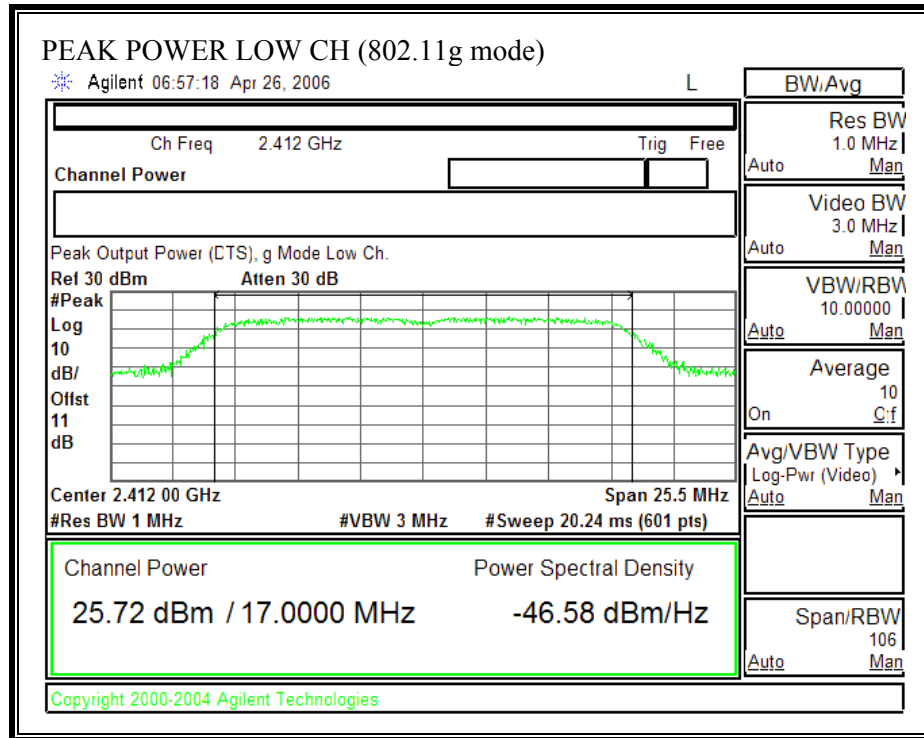 PEAK POWER LOW CH (802.11g mode)
Agilent 06:57:18 Apr 26, 2006 L
BW/Avg
Ch Freq 2.412 GHz Trig Free
Channel Power
Peak Output Power (DTS), g Mode Low Ch.
Ref 30 dBm Atten 30 dB
#Peak
Log
10
dB/
Offst
11
dB
Center 2.412 00 GHz Span 25.5 MHz
#Res BW 1 MHz #VBW 3 MHz #Sweep 20.24 ms (601 pts)
Channel Power Power Spectral Density
25.72 dBm / 17.0000 MHz -46.58 dBm/Hz
Copyright 2000-2004 Agilent Technologies
Res BW
1.0 MHz
Auto Man
Video BW
3.0 MHz
Auto Man
VBW/RBW
10.00000
Auto Man
Average
10
On Off
Avg/VBW Type
Log-Pwr (Video)
Auto Man
Span/RBW
106
Auto Man